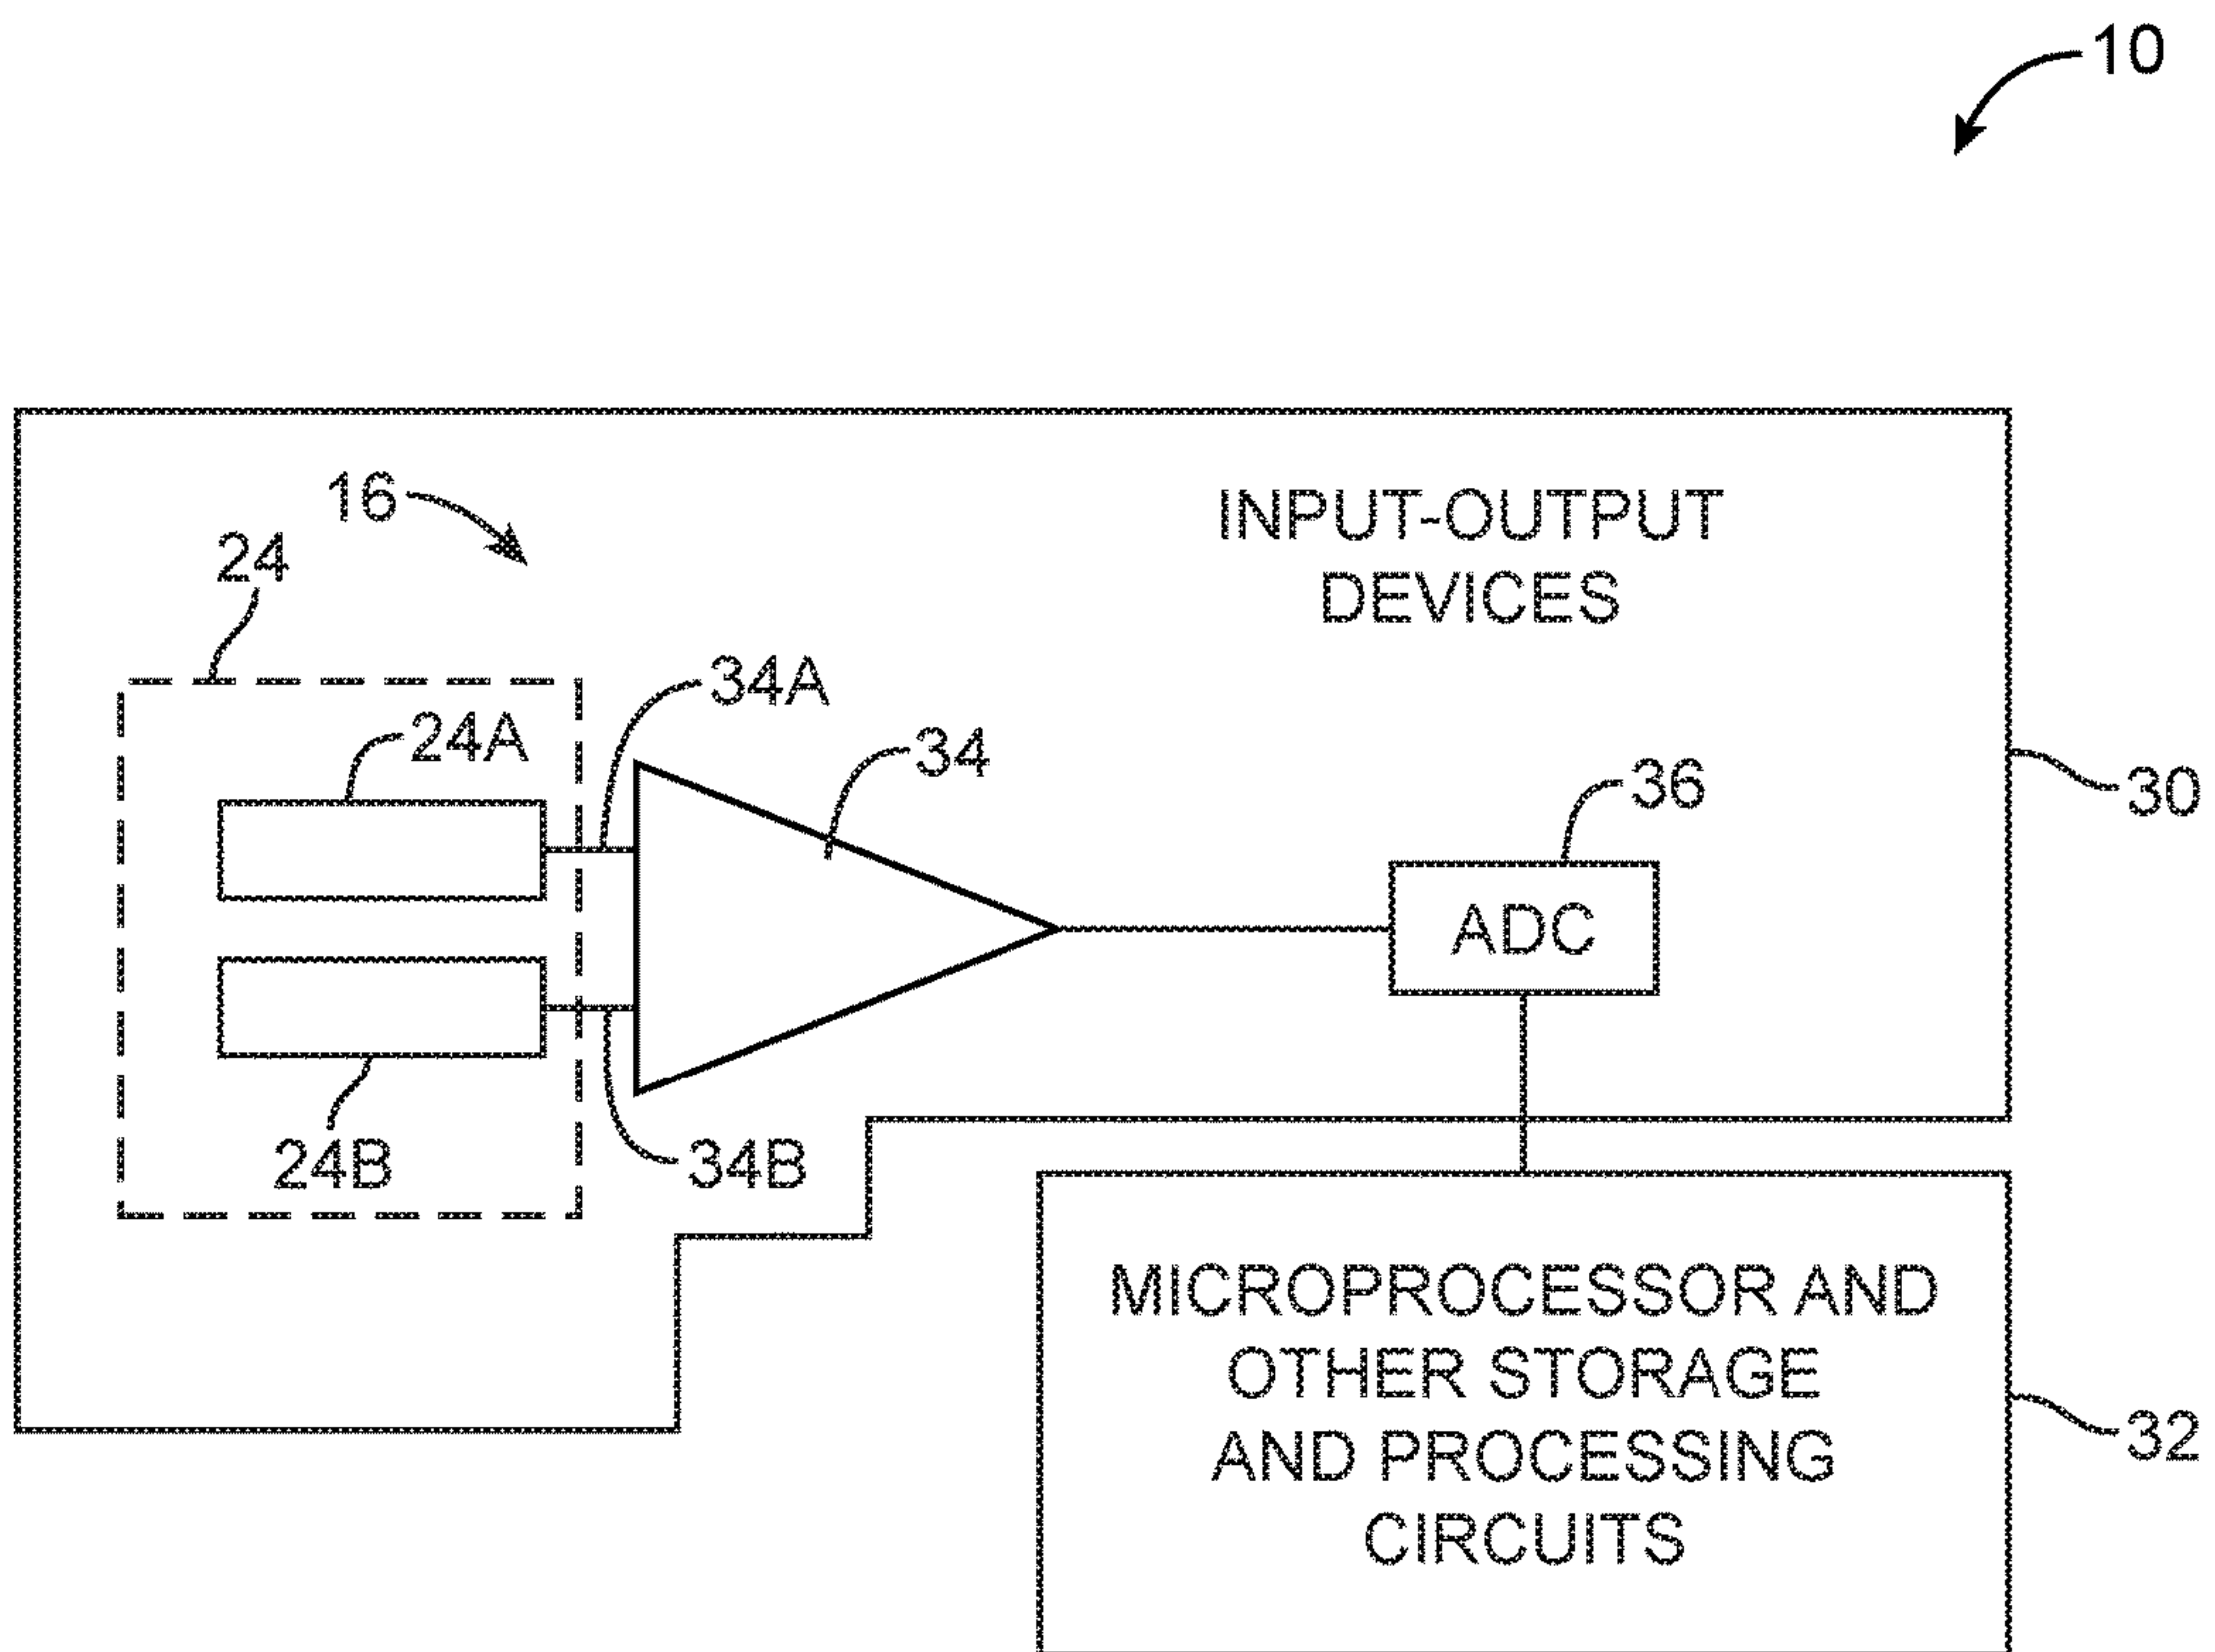 10
16
INPUT-OUTPUT
DEVICES
24
34A
24A
34
36
30
ADC
24B
34B
MICROPROCESSOR AND
OTHER STORAGE
AND PROCESSING
CIRCUITS
32